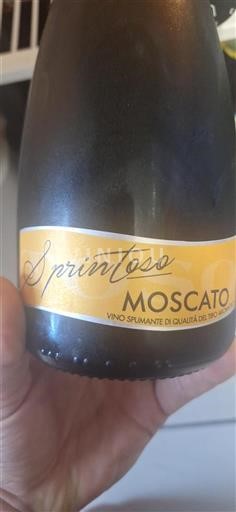 Sprintoso
MOSCATO
VINO SPUMANTE DI QUALITÀ DEL TIPO